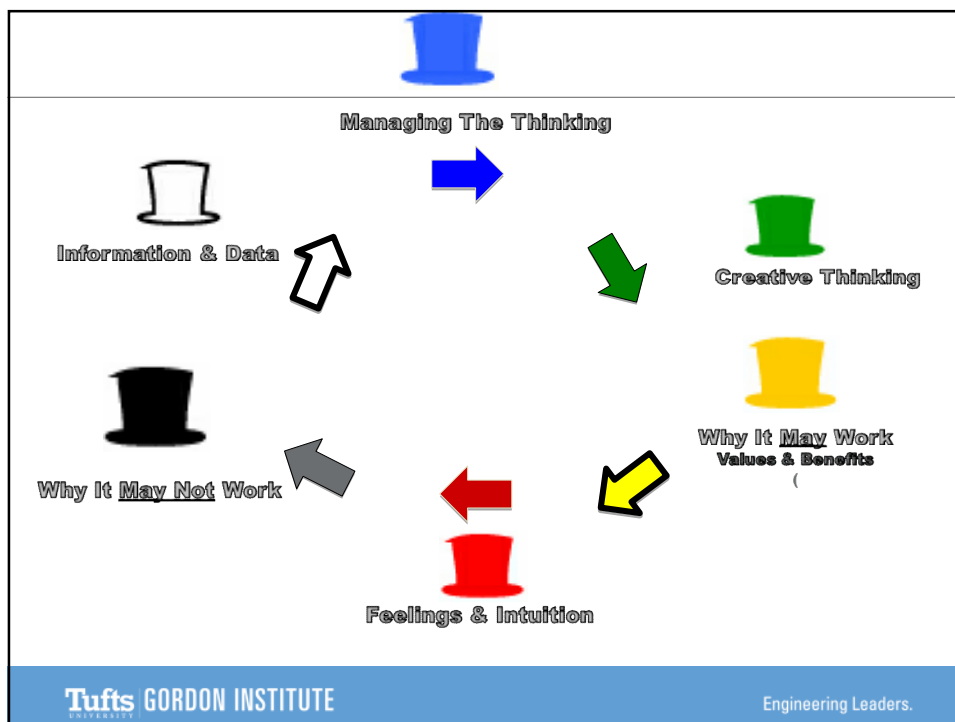 Managing The Thinking
Information & Data
Creative Thinking
Why It May Work
Values & Benefits
(
Why It May Not Work
Feelings & Intuition
Tufts UNIVERSITY GORDON INSTITUTE
Engineering Leaders.